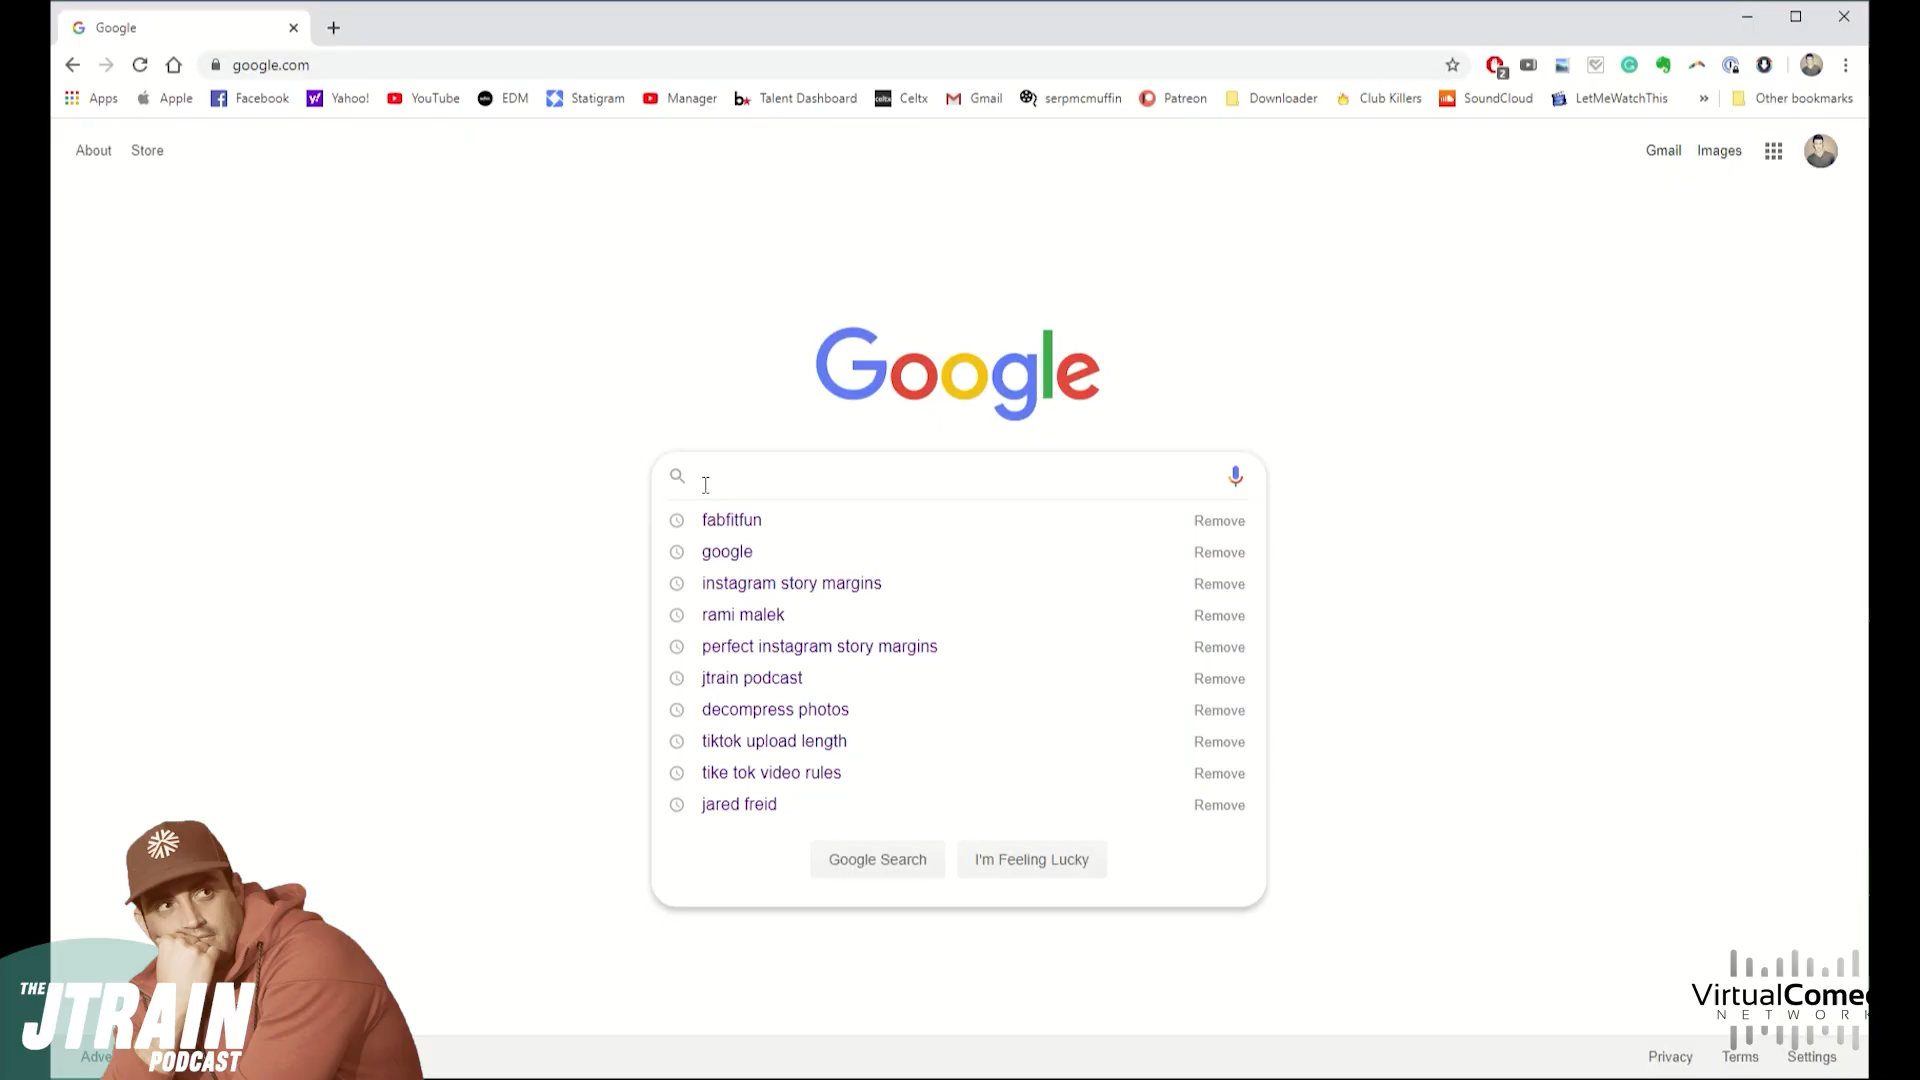 Google
google.com
2
Apps Apple Facebook Yahoo! YouTube EDM Statigram Manager Talent Dashboard Celtx Gmail serpmcmuffin Patreon Downloader Club Killers SoundCloud LetMeWatchThis » Other bookmarks
About Store Gmail Images
Google
fabfitfun Remove
google Remove
instagram story margins Remove
rami malek Remove
perfect instagram story margins Remove
jtrain podcast Remove
decompress photos Remove
tiktok upload length Remove
tike tok video rules Remove
jared freid Remove
Google Search I'm Feeling Lucky
THE
JTRAIN
PODCAST
VirtualCome
NETWORK
Adve Privacy Terms Settings